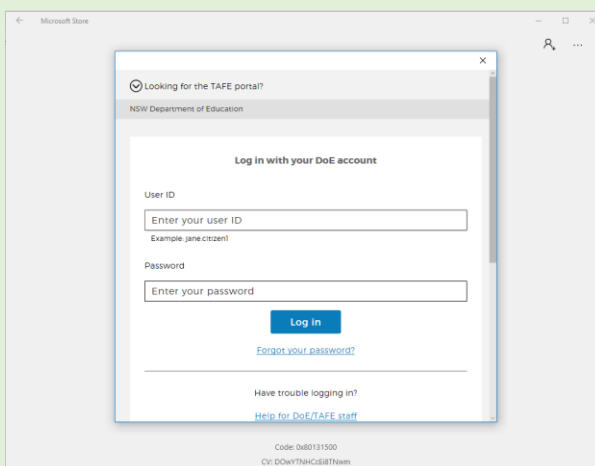 Microsoft Store
Looking for the TAFE portal?
NSW Department of Education
Log in with your DoE account
User ID
Enter your user ID
Example: jane.citizen1
Password
Enter your password
Log in
Forgot your password?
Have trouble logging in?
Help for DoE/TAFE staff
Code: 0x80131500